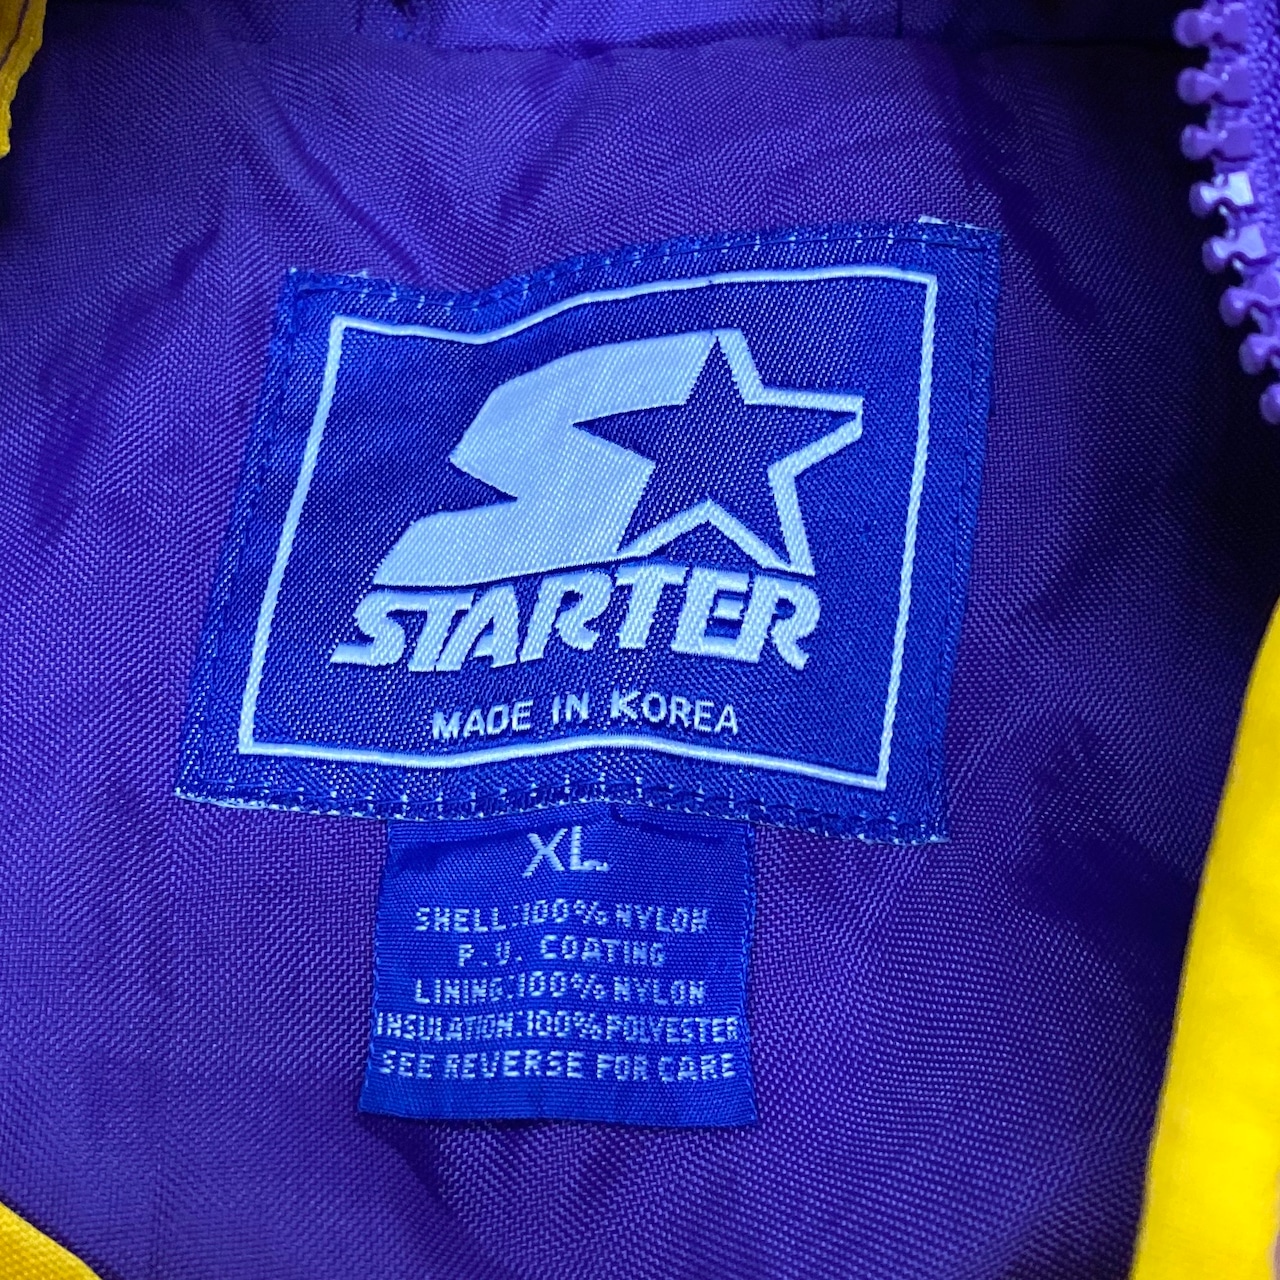 STARTER
MADE IN KOREA
XL
SHELL:100% NYLON
P.U. COATING
LINING:100% NYLON
INSULATION:100% POLYESTER
SEE REVERSE FOR CARE